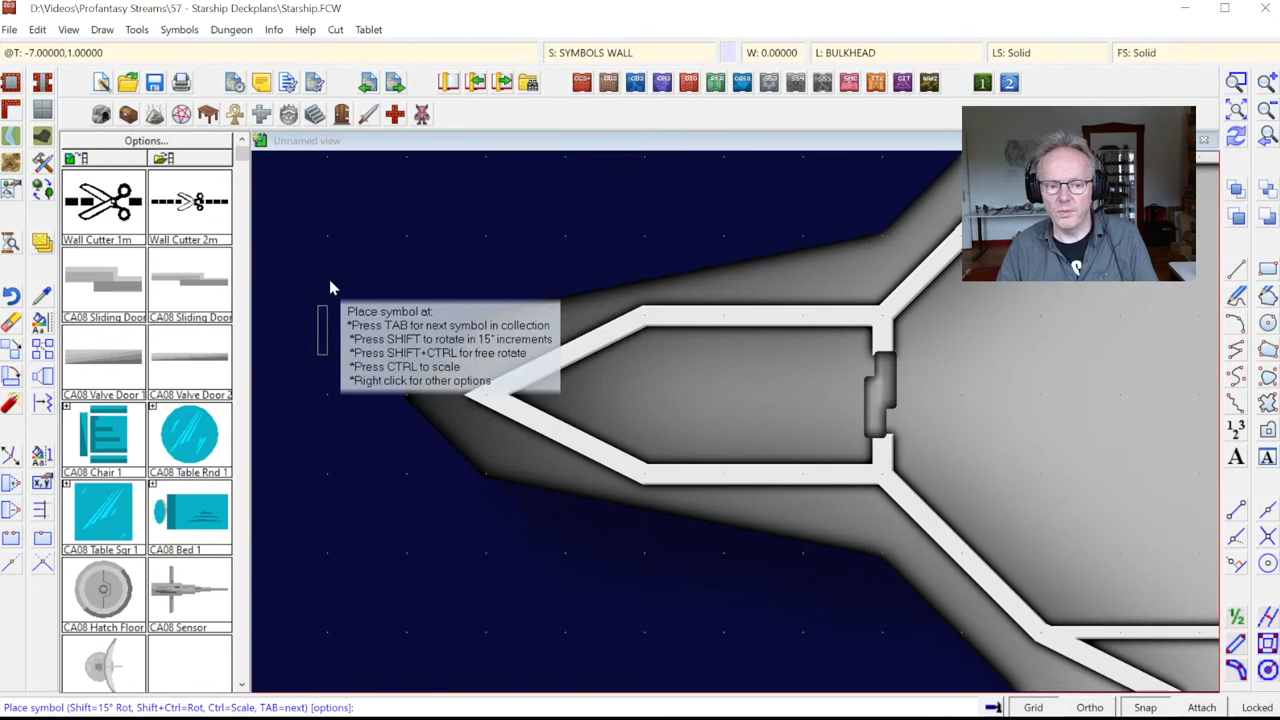 D:\Videos\Profantasy Streams\57 - Starship Deckplans\Starship.FCW
File Edit View Draw Tools Symbols Dungeon Info Help Cut Tablet
@T: -7.00000,1.00000 S: SYMBOLS WALL W: 0.00000 L: BULKHEAD LS: Solid FS: Solid
Options...
Unnamed view
Wall Cutter 1m Wall Cutter 2m
CA08 Sliding Door CA08 Sliding Door
CA08 Valve Door 1 CA08 Valve Door 2
CA08 Chair 1 CA08 Table Rnd 1
CA08 Table Sqr 1 CA08 Bed 1
CA08 Hatch Floor CA08 Sensor
Place symbol at:
*Press TAB for next symbol in collection
*Press SHIFT to rotate in 15° increments
*Press SHIFT+CTRL for free rotate
*Press CTRL to scale
*Right click for other options
Place symbol (Shift=15° Rot, Shift+Ctrl=Rot, Ctrl=Scale, TAB=next) [options]:
Grid Ortho Snap Attach Locked